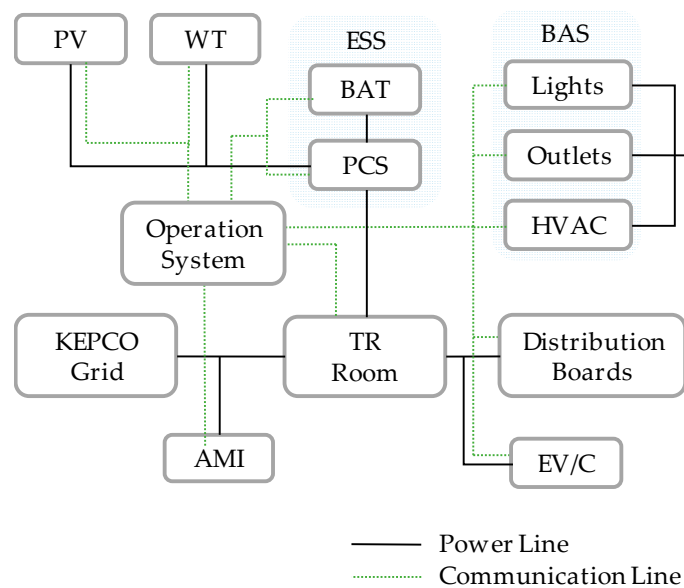 PV
WT
ESS
BAS
BAT
Lights
PCS
Outlets
Operation
System
HVAC
KEPCO
Grid
TR
Room
Distribution
Boards
AMI
EV/C
Power Line
Communication Line